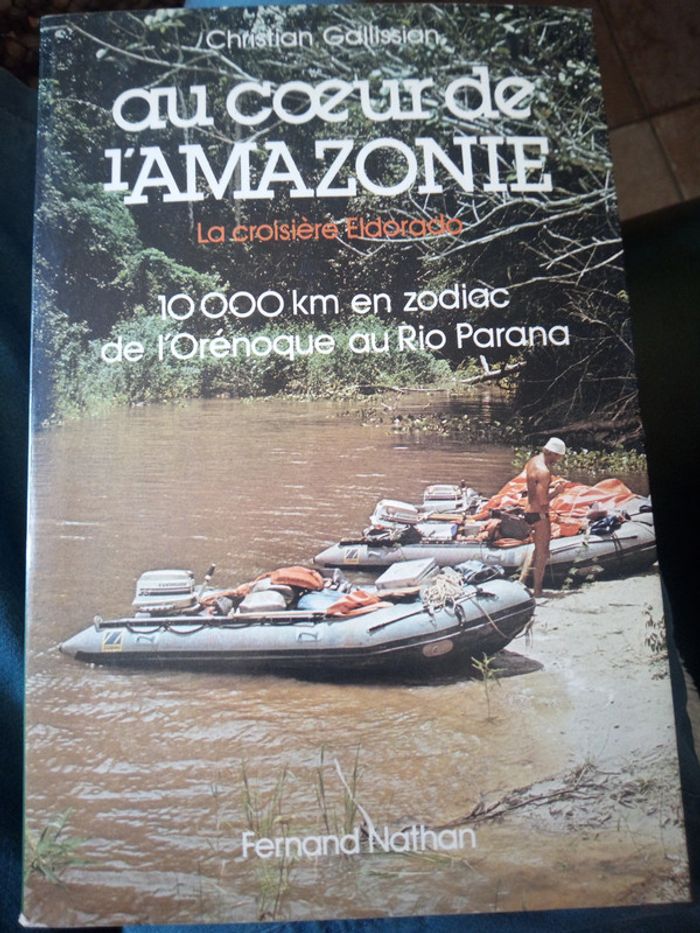 Christian Gallissian
au cœur de
l'AMAZONIE
La croisière Eldorado
10 000 km en zodiac
de l'Orénoque au Rio Parana
Fernand Nathan